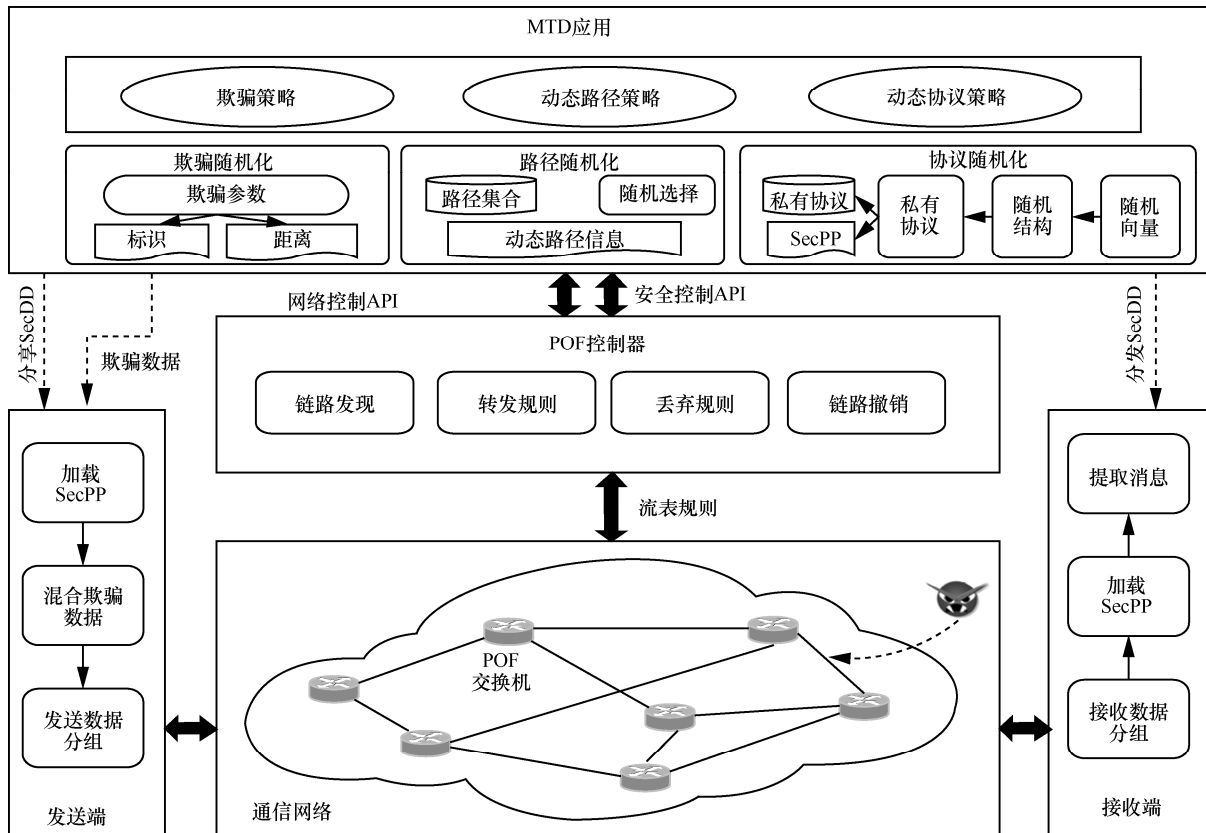 MTD应用
欺骗策略
动态路径策略
动态协议策略
欺骗随机化
欺骗参数
标识
距离
路径随机化
路径集合
随机选择
动态路径信息
协议随机化
私有协议
SecPP
私有
协议
随机
结构
随机
向量
分享SecDD
欺骗数据
网络控制API
安全控制API
分发SecDD
POF控制器
链路发现
转发规则
丢弃规则
链路撤销
流表规则
加载
SecPP
混合欺骗
数据
发送数据
分组
发送端
POF
交换机
通信网络
提取消息
加载
SecPP
接收数据
分组
接收端